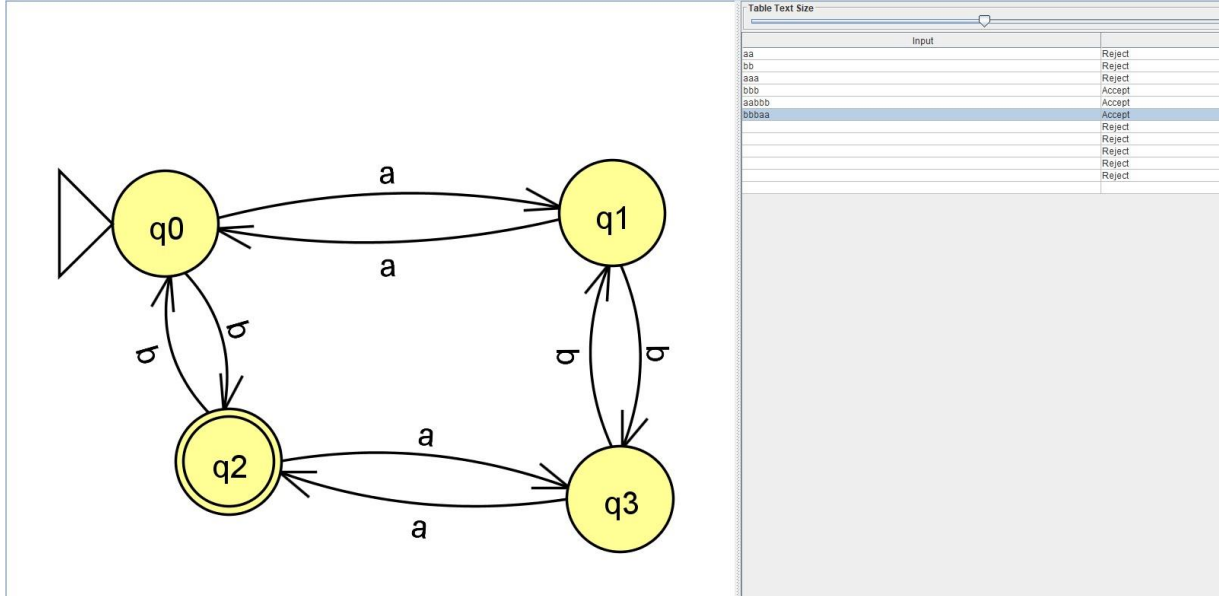 Table Text Size
Input
aa Reject
bb Reject
aaa Reject
bbb Accept
aabbb Accept
bbbaa Accept
Reject
Reject
Reject
Reject
Reject
a
q0
q1
a
b
b
b
b
a
q2
q3
a